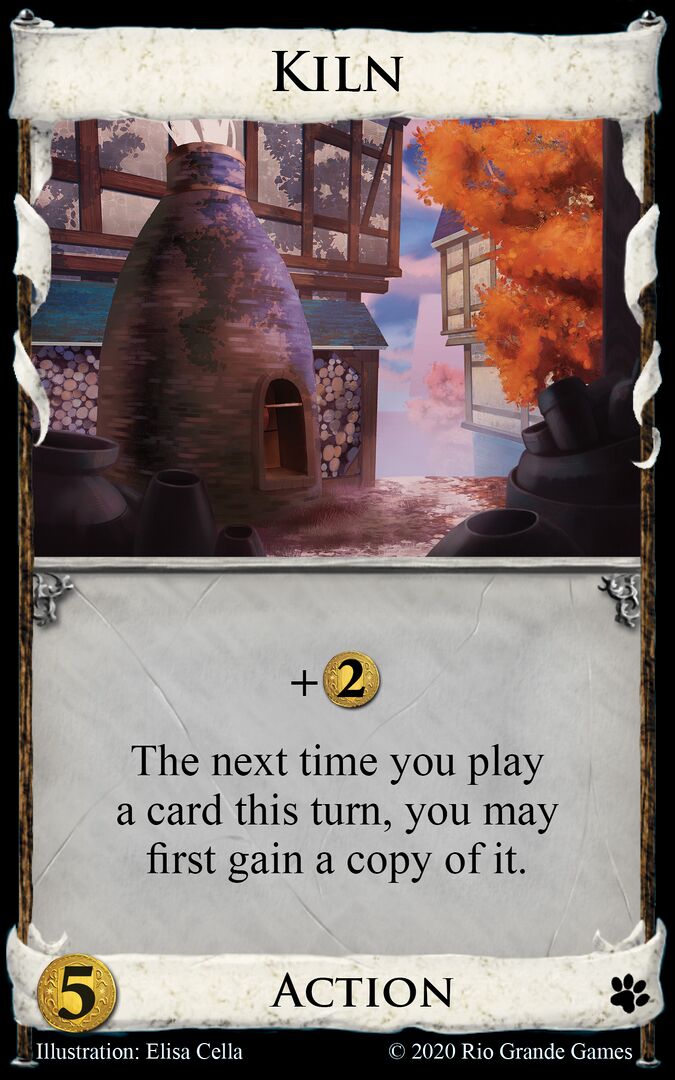 Kiln
+2
The next time you play
a card this turn, you may
first gain a copy of it.
5
Action
Illustration: Elisa Cella
© 2020 Rio Grande Games